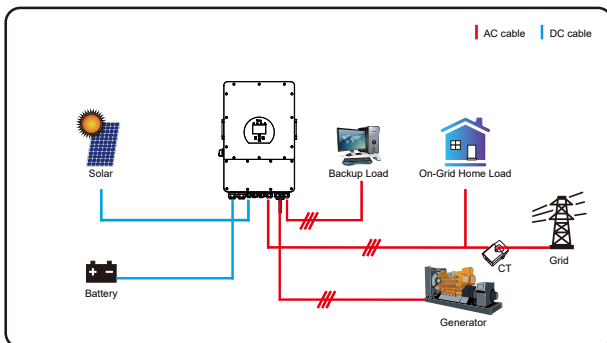 AC cable
DC cable
Solar
Backup Load
On-Grid Home Load
CT
Grid
Battery
Generator